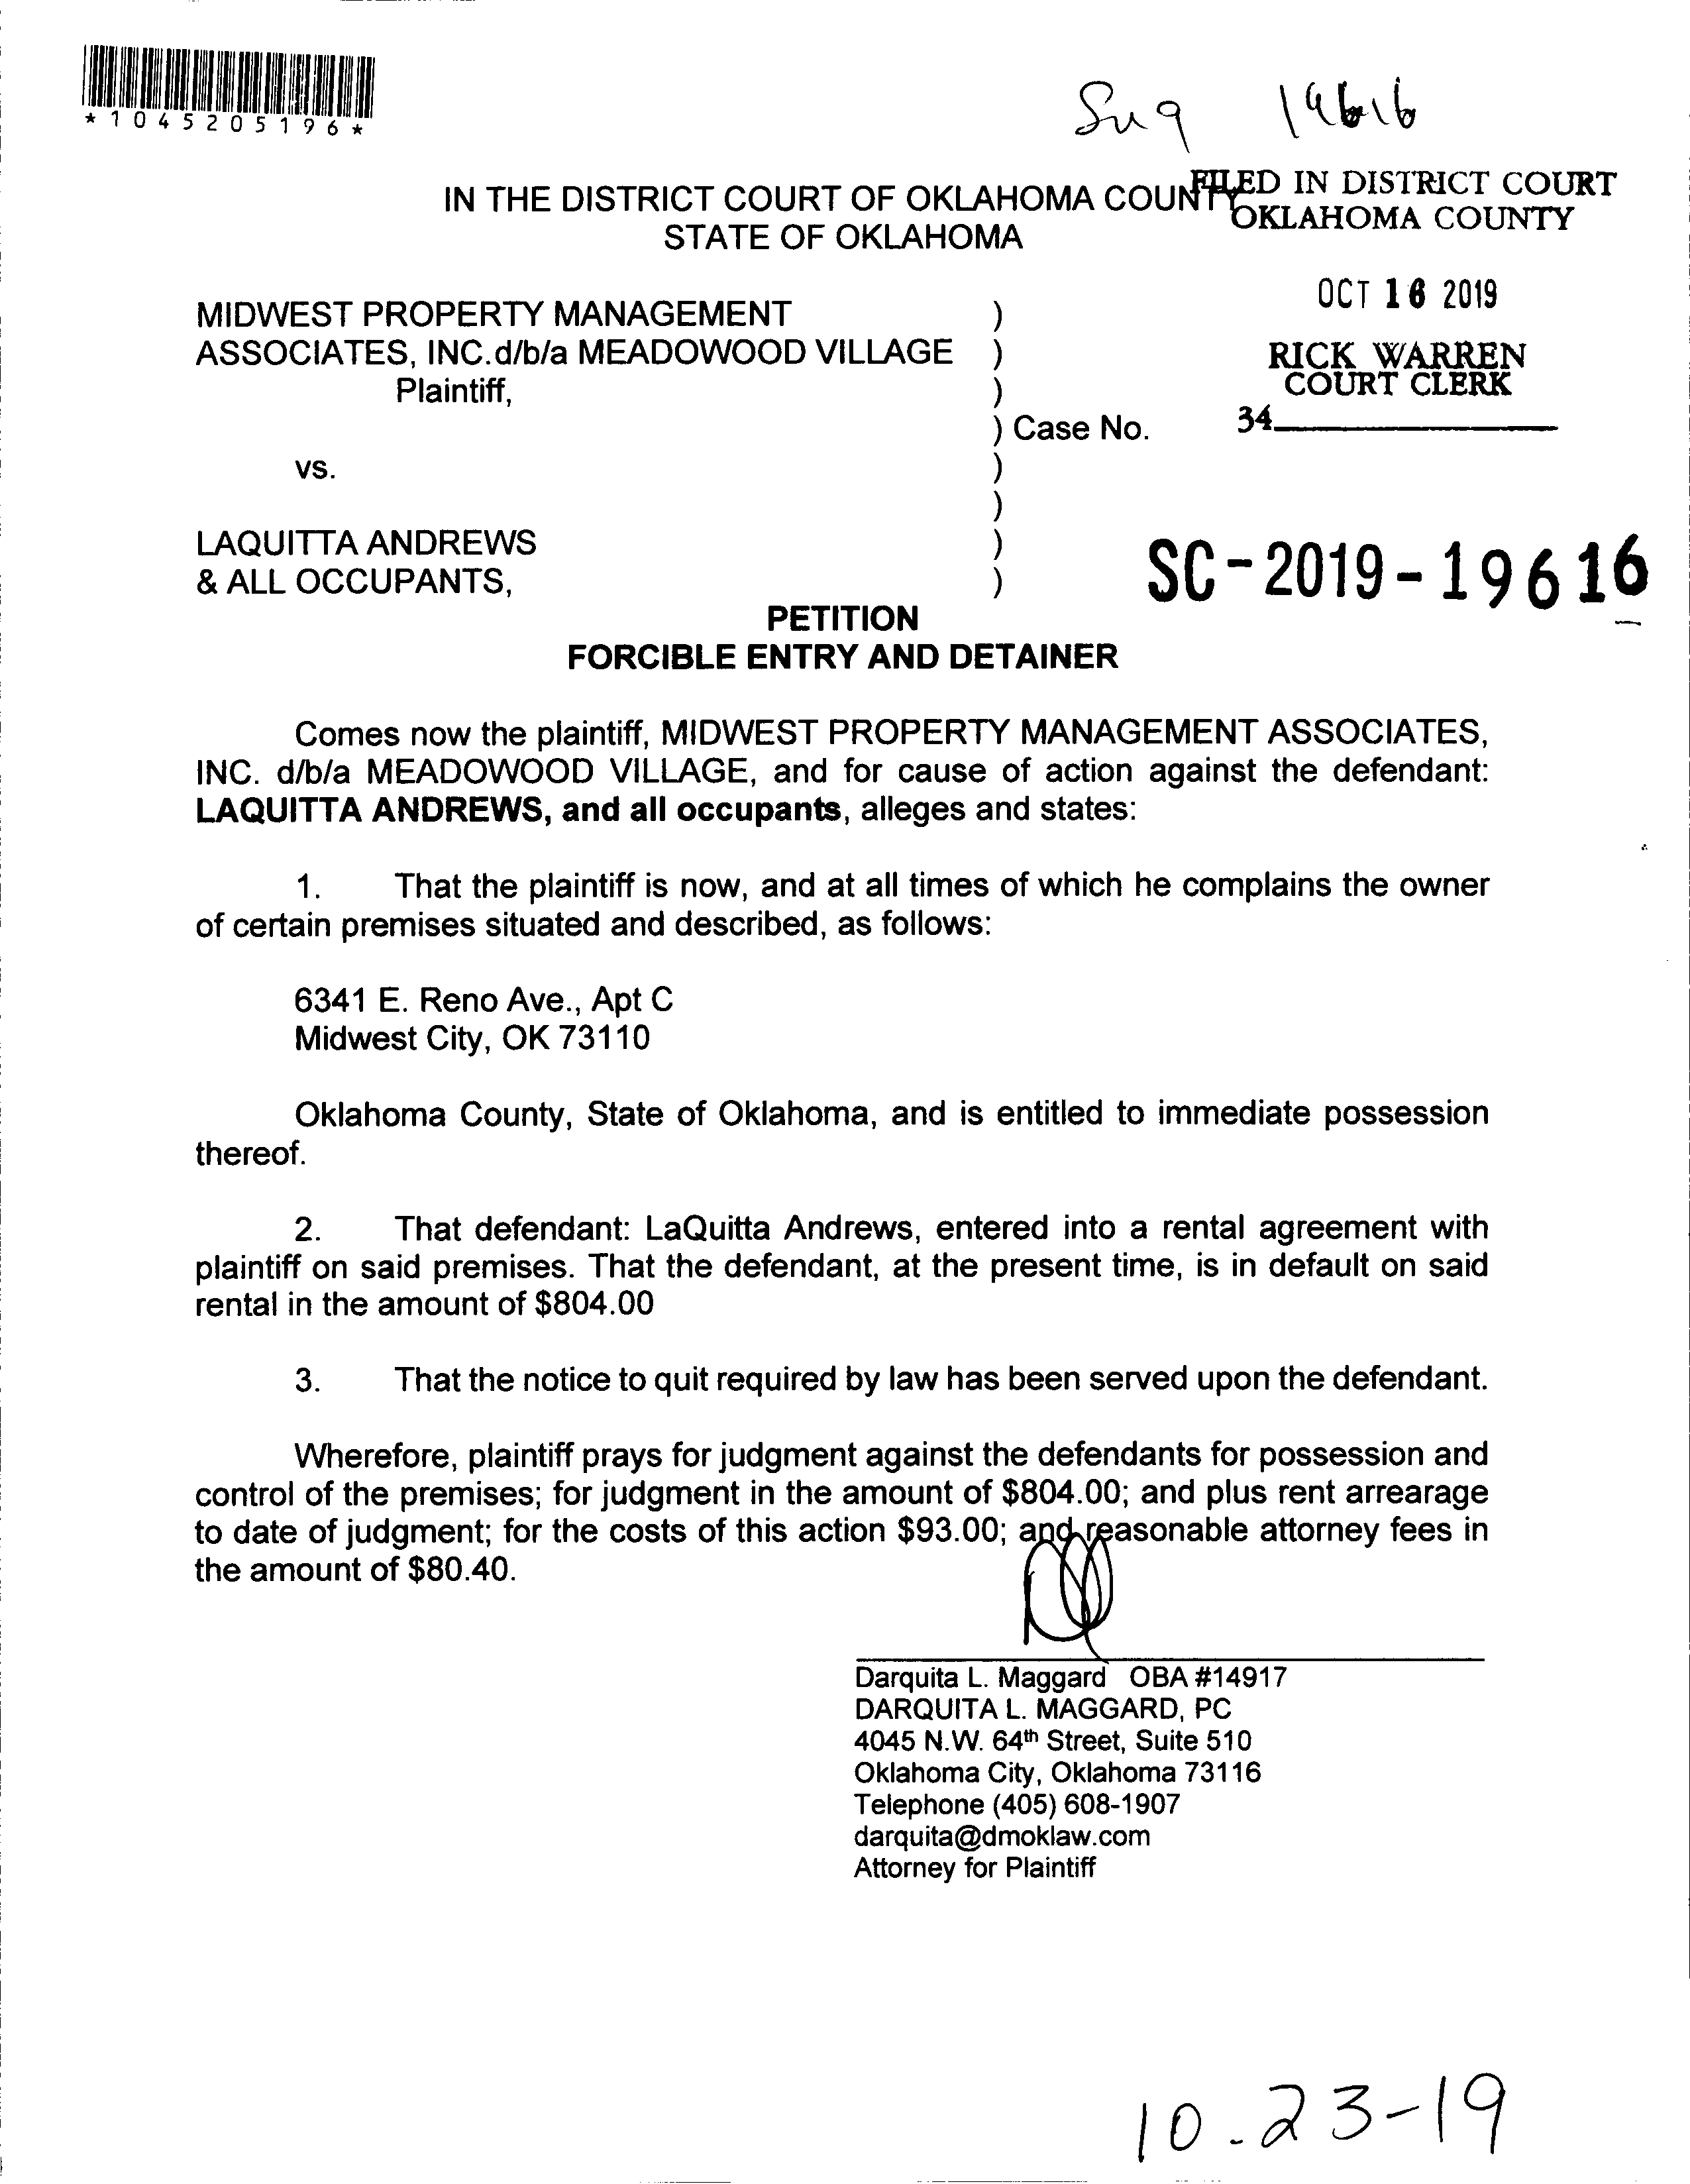 *1045205196*
19616
IN THE DISTRICT COURT OF OKLAHOMA COUNTY
STATE OF OKLAHOMA
FILED IN DISTRICT COURT
OKLAHOMA COUNTY
OCT 16 2019
RICK WARREN
COURT CLERK
34
MIDWEST PROPERTY MANAGEMENT )
ASSOCIATES, INC.d/b/a MEADOWOOD VILLAGE )
Plaintiff, )
) Case No.
vs. )
)
LAQUITTA ANDREWS )
& ALL OCCUPANTS, )
SC-2019-19616
PETITION
FORCIBLE ENTRY AND DETAINER
Comes now the plaintiff, MIDWEST PROPERTY MANAGEMENT ASSOCIATES,
INC. d/b/a MEADOWOOD VILLAGE, and for cause of action against the defendant:
LAQUITTA ANDREWS, and all occupants, alleges and states:
1. That the plaintiff is now, and at all times of which he complains the owner
of certain premises situated and described, as follows:
6341 E. Reno Ave., Apt C
Midwest City, OK 73110
Oklahoma County, State of Oklahoma, and is entitled to immediate possession
thereof.
2. That defendant: LaQuitta Andrews, entered into a rental agreement with
plaintiff on said premises. That the defendant, at the present time, is in default on said
rental in the amount of $804.00
3. That the notice to quit required by law has been served upon the defendant.
Wherefore, plaintiff prays for judgment against the defendants for possession and
control of the premises; for judgment in the amount of $804.00; and plus rent arrearage
to date of judgment; for the costs of this action $93.00; and reasonable attorney fees in
the amount of $80.40.
Darquita L. Maggard OBA #14917
DARQUITA L. MAGGARD, PC
4045 N.W. 64th Street, Suite 510
Oklahoma City, Oklahoma 73116
Telephone (405) 608-1907
darquita@dmoklaw.com
Attorney for Plaintiff
10-23-19